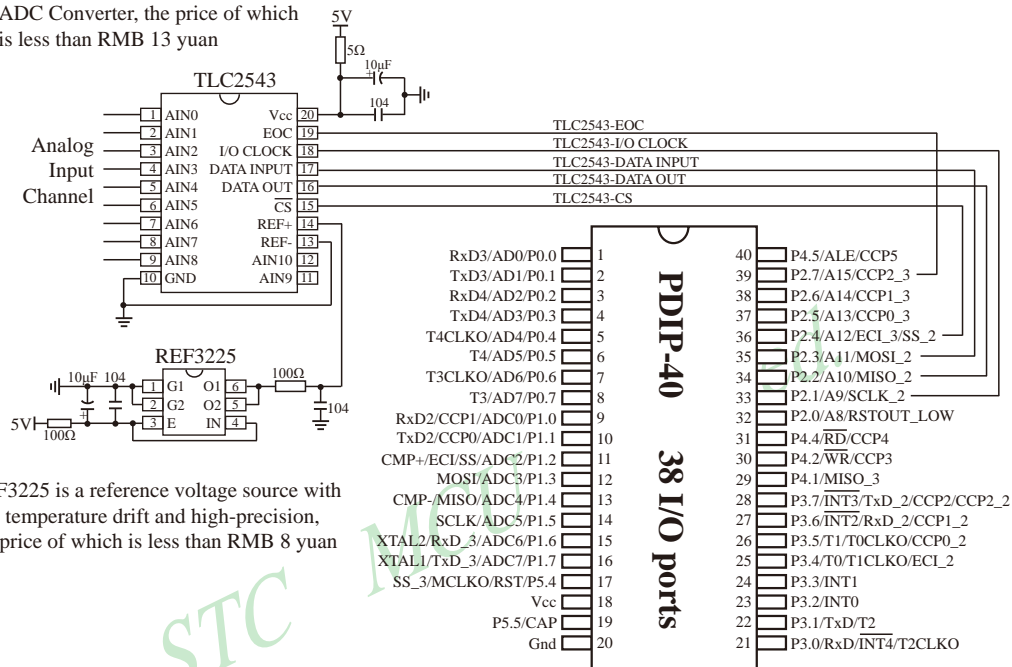 ADC Converter, the price of which
is less than RMB 13 yuan
5V
5Ω
10μF
+
104
TLC2543
1 AIN0
2 AIN1
3 AIN2
4 AIN3
5 AIN4
6 AIN5
7 AIN6
8 AIN7
9 AIN8
10 GND
Vcc 20
EOC 19
I/O CLOCK 18
DATA INPUT 17
DATA OUT 16
CS 15
REF+ 14
REF- 13
AIN10 12
AIN9 11
Analog
Input
Channel
TLC2543-EOC
TLC2543-I/O CLOCK
TLC2543-DATA INPUT
TLC2543-DATA OUT
TLC2543-CS
REF3225
10μF 104
+
1 G1
2 G2
3 E
O1 6
O2 5
IN 4
100Ω
104
5V
100Ω
F3225 is a reference voltage source with
temperature drift and high-precision,
price of which is less than RMB 8 yuan
PDIP-40 38 I/O ports
RxD3/AD0/P0.0 1
TxD3/AD1/P0.1 2
RxD4/AD2/P0.2 3
TxD4/AD3/P0.3 4
T4CLKO/AD4/P0.4 5
T4/AD5/P0.5 6
T3CLKO/AD6/P0.6 7
T3/AD7/P0.7 8
RxD2/CCP1/ADC0/P1.0 9
TxD2/CCP0/ADC1/P1.1 10
CMP+/ECI/SS/ADC2/P1.2 11
MOSI/ADC3/P1.3 12
CMP-/MISO/ADC4/P1.4 13
SCLK/ADC5/P1.5 14
XTAL2/RxD_3/ADC6/P1.6 15
XTAL1/TxD_3/ADC7/P1.7 16
SS_3/MCLKO/RST/P5.4 17
Vcc 18
P5.5/CAP 19
Gnd 20
40 P4.5/ALE/CCP5
39 P2.7/A15/CCP2_3
38 P2.6/A14/CCP1_3
37 P2.5/A13/CCP0_3
36 P2.4/A12/ECI_3/SS_2
35 P2.3/A11/MOSI_2
34 P2.2/A10/MISO_2
33 P2.1/A9/SCLK_2
32 P2.0/A8/RSTOUT_LOW
31 P4.4/RD/CCP4
30 P4.2/WR/CCP3
29 P4.1/MISO_3
28 P3.7/INT3/TxD_2/CCP2/CCP2_2
27 P3.6/INT2/RxD_2/CCP1_2
26 P3.5/T1/T0CLKO/CCP0_2
25 P3.4/T0/T1CLKO/ECI_2
24 P3.3/INT1
23 P3.2/INT0
22 P3.1/TxD/T2
21 P3.0/RxD/INT4/T2CLKO
STC MCU